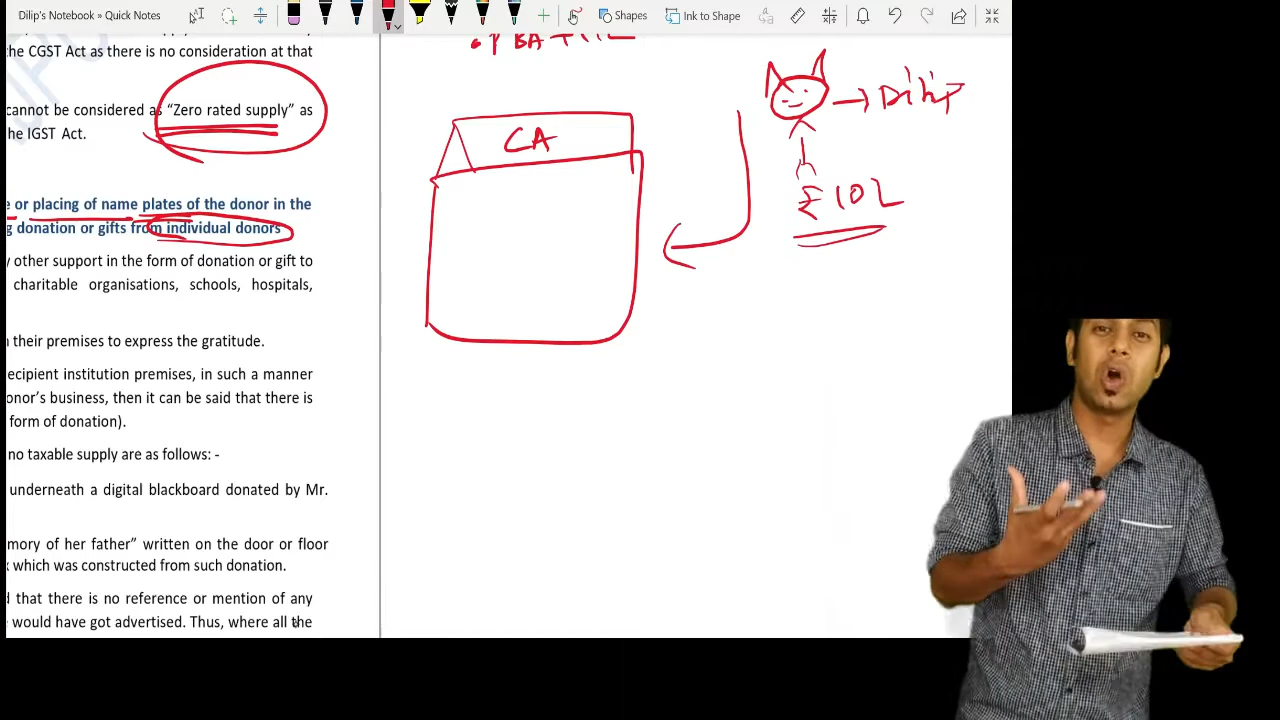 Dilip's Notebook » Quick Notes
Shapes
Ink to Shape
the CGST Act as there is no consideration at that
cannot be considered as “Zero rated supply” as
the IGST Act.
e or placing of name plates of the donor in the
g donation or gifts from individual donors
y other support in the form of donation or gift to
charitable organisations, schools, hospitals,
their premises to express the gratitude.
ecipient institution premises, in such a manner
onor's business, then it can be said that there is
form of donation).
no taxable supply are as follows: -
underneath a digital blackboard donated by Mr.
mory of her father” written on the door or floor
which was constructed from such donation.
d that there is no reference or mention of any
would have got advertised. Thus, where all the
CA
Dilip
₹10L